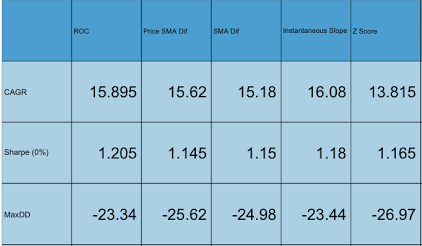 ROC Price SMA Dif SMA Dif Instantaneous Slope Z Score
CAGR 15.895 15.62 15.18 16.08 13.815
Sharpe (0%) 1.205 1.145 1.15 1.18 1.165
MaxDD -23.34 -25.62 -24.98 -23.44 -26.97